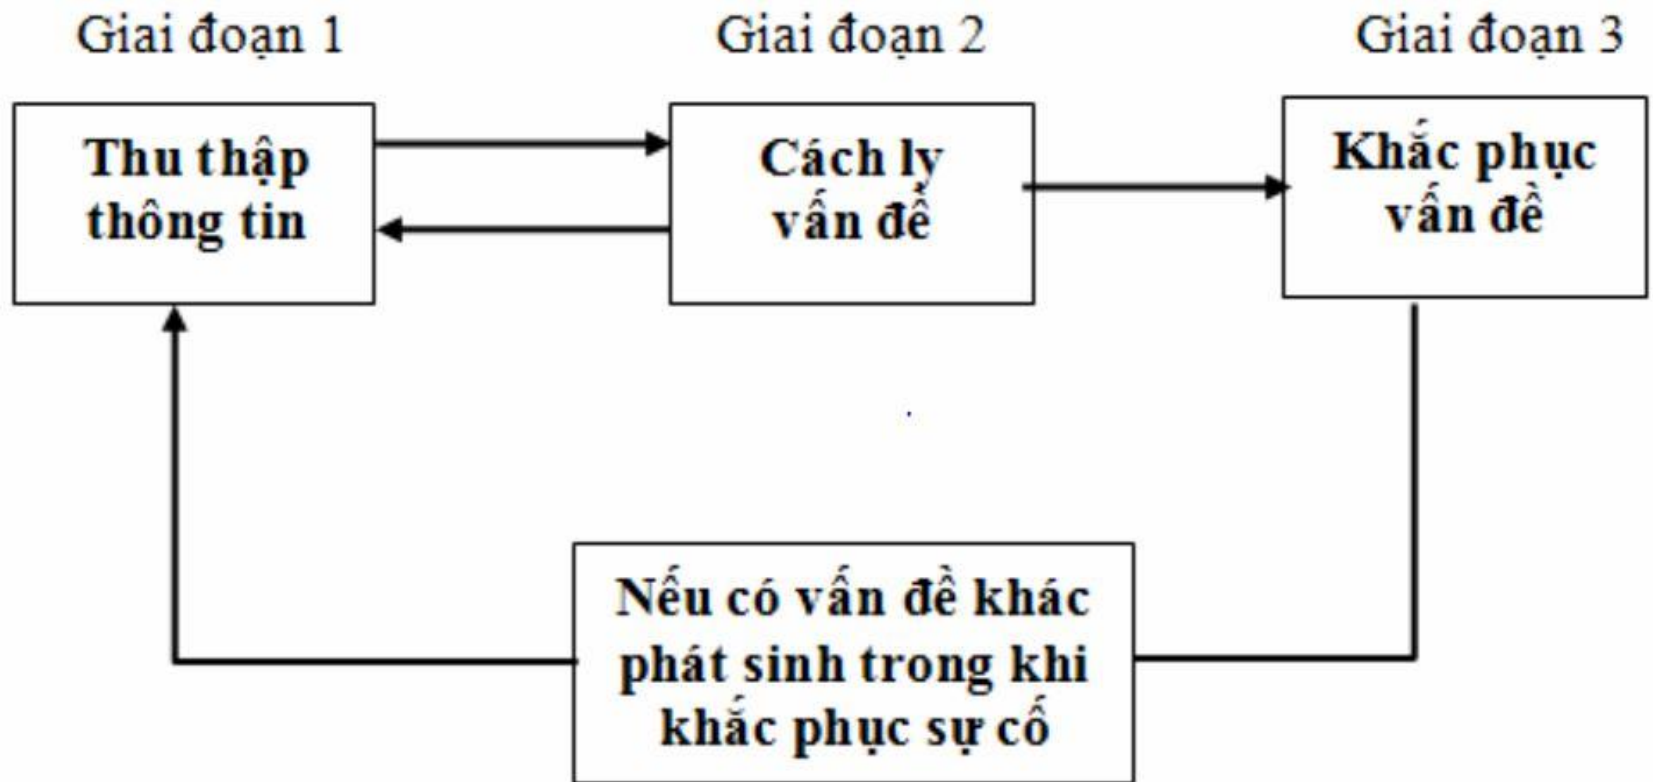 Giai đoạn 1
Giai đoạn 2
Giai đoạn 3
Thu thập
thông tin
Cách ly
vấn đề
Khắc phục
vấn đề
Nếu có vấn đề khác
phát sinh trong khi
khắc phục sự cố